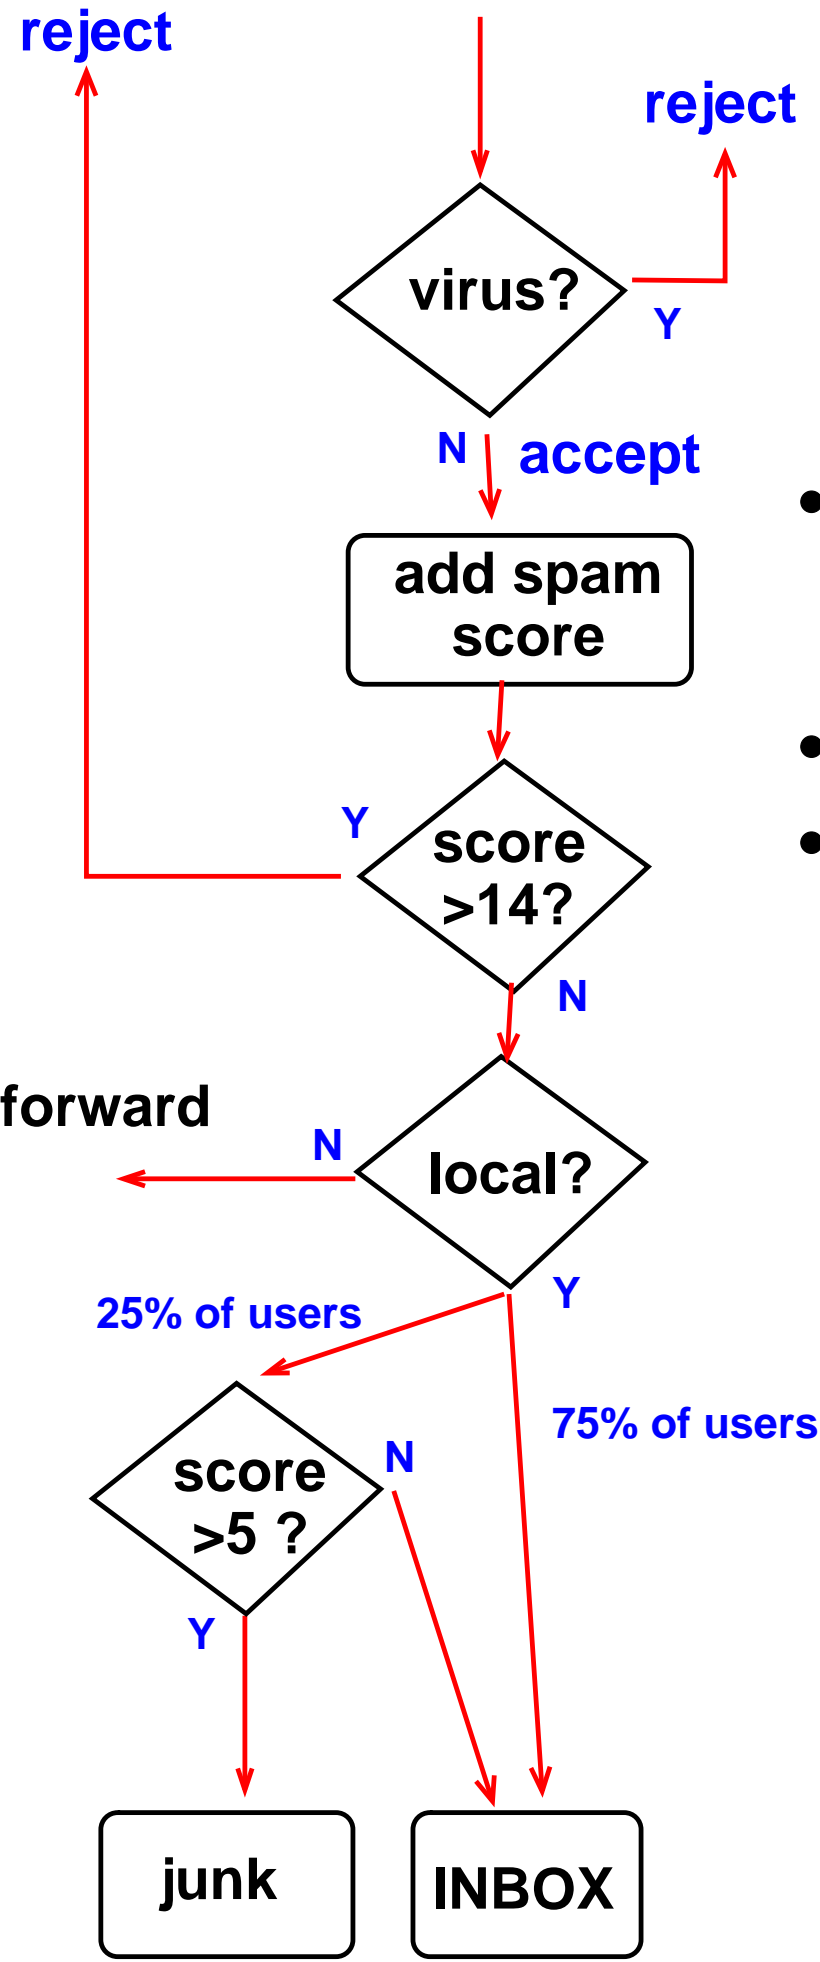 reject
reject
virus?
Y
N
accept
add spam
score
Y
score
>14?
N
forward
N
local?
Y
25% of users
75% of users
score
>5 ?
N
Y
junk
INBOX